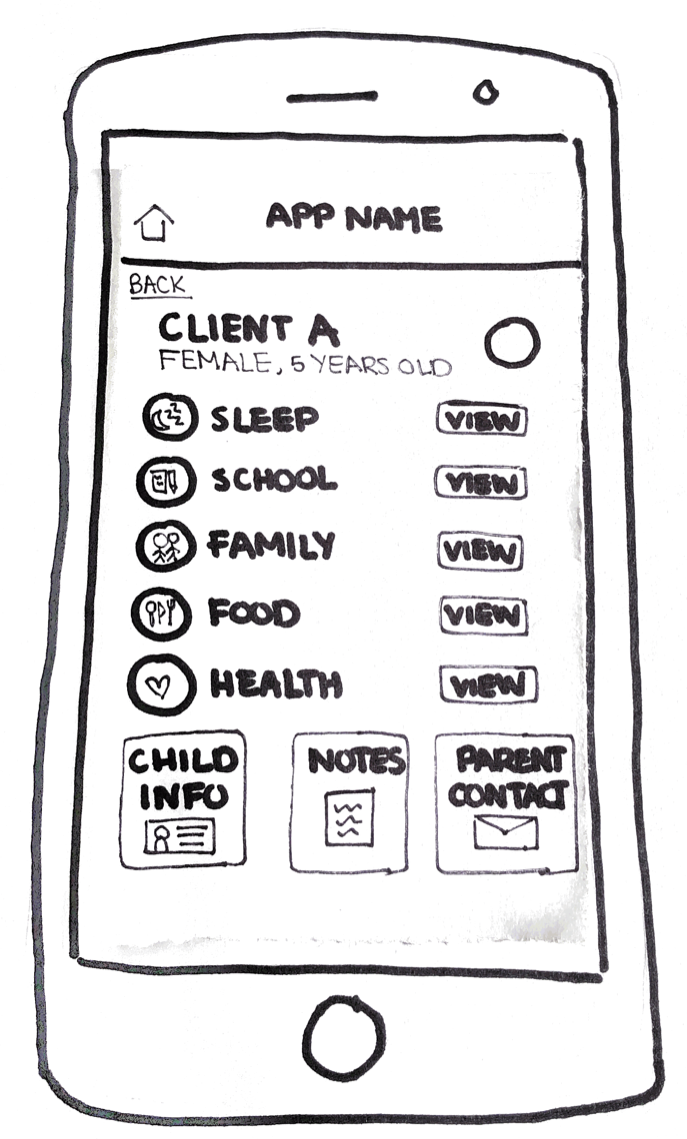 APP NAME
BACK
CLIENT A
FEMALE, 5 YEARS OLD
SLEEP VIEW
SCHOOL VIEW
FAMILY VIEW
FOOD VIEW
HEALTH VIEW
CHILD INFO
NOTES
PARENT CONTACT